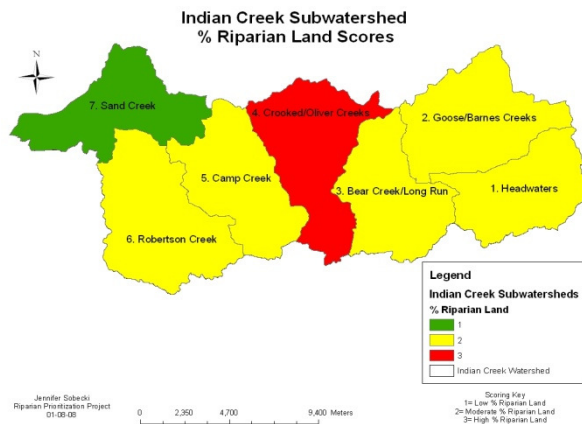 Indian Creek Subwatershed
% Riparian Land Scores
N
7. Sand Creek
4. Crooked/Oliver Creeks
2. Goose/Barnes Creeks
5. Camp Creek
3. Bear Creek/Long Run
1. Headwaters
6. Robertson Creek
Legend
Indian Creek Subwatersheds
% Riparian Land
1
2
3
Indian Creek Watershed
Jennifer Sobecki
Riparian Prioritization Project
01-08-08
0 2,350 4,700 9,400 Meters
Scoring Key
1= Low % Riparian Land
2= Moderate % Riparian Land
3= High % Riparian Land